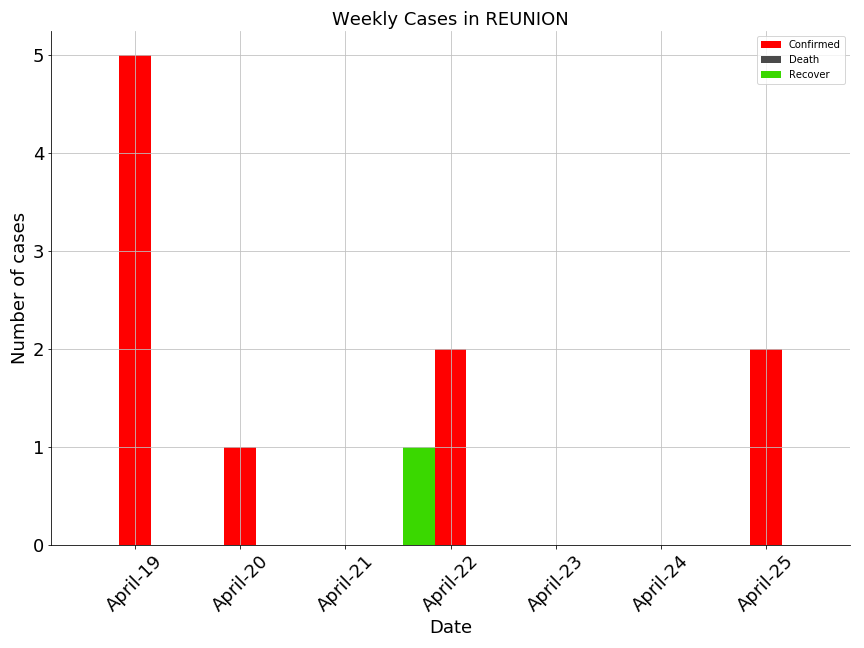 Weekly Cases in REUNION
Confirmed
Death
Recover
Number of cases
5
4
3
2
1
0
April-19
April-20
April-21
April-22
April-23
April-24
April-25
Date